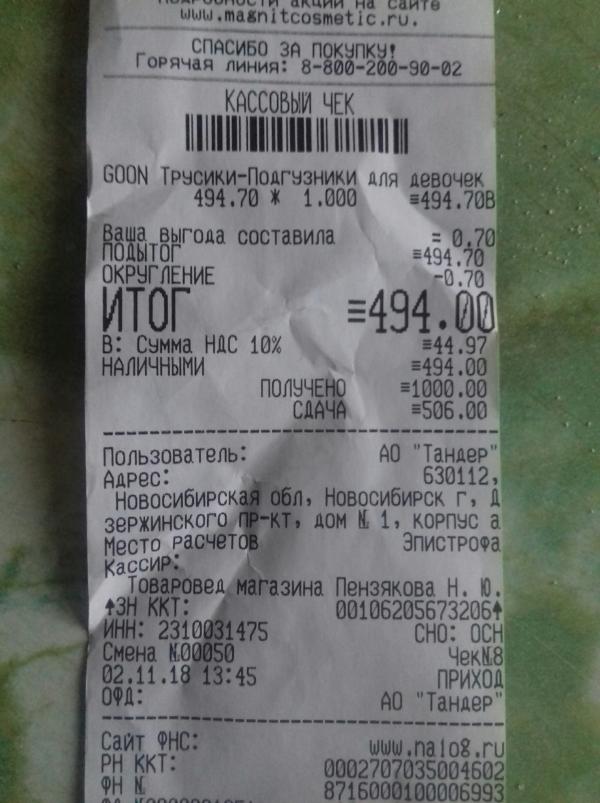 ПОДРОБНОСТИ АКЦИИ НА САЙТЕ
www.magnitcosmetic.ru.
СПАСИБО ЗА ПОКУПКУ!
Горячая линия: 8-800-200-90-02
КАССОВЫЙ ЧЕК
GOON Трусики-Подгузники для девочек
494.70 * 1.000 ≡494.70В
Ваша выгода составила = 0,70
ПОДЫТОГ ≡494.70
ОКРУГЛЕНИЕ -0.70
ИТОГ ≡494.00
В: Сумма НДС 10% ≡44.97
НАЛИЧНЫМИ ≡494.00
ПОЛУЧЕНО ≡1000.00
СДАЧА ≡506.00
Пользователь: АО "Тандер"
Адрес: 630112,
Новосибирская обл, Новосибирск г, Д
зержинского пр-кт, дом № 1, корпус а
Место расчетов Эпистрофа
Кассир:
Товаровед магазина Пензякова Н. Ю.
↑ЗН ККТ: 00106205673206↑
ИНН: 2310031475 СНО: ОСН
Смена №00050 Чек№8
02.11.18 13:45 ПРИХОД
ОФД: АО "Тандер"
Сайт ФНС: www.nalog.ru
РН ККТ: 0002707035004602
ФН № 8716000100006993